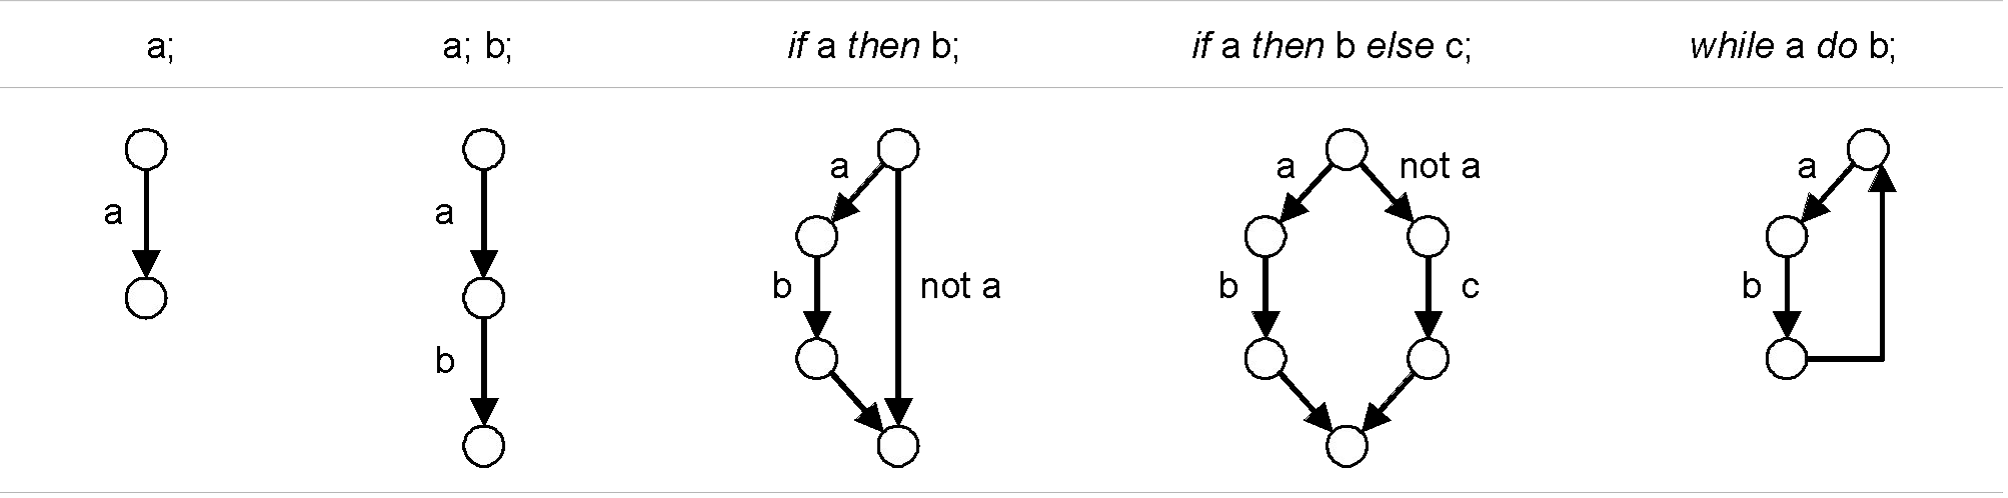 a;
a; b;
if a then b;
if a then b else c;
while a do b;
a
a
b
a
b
not a
a
not a
b
c
a
b